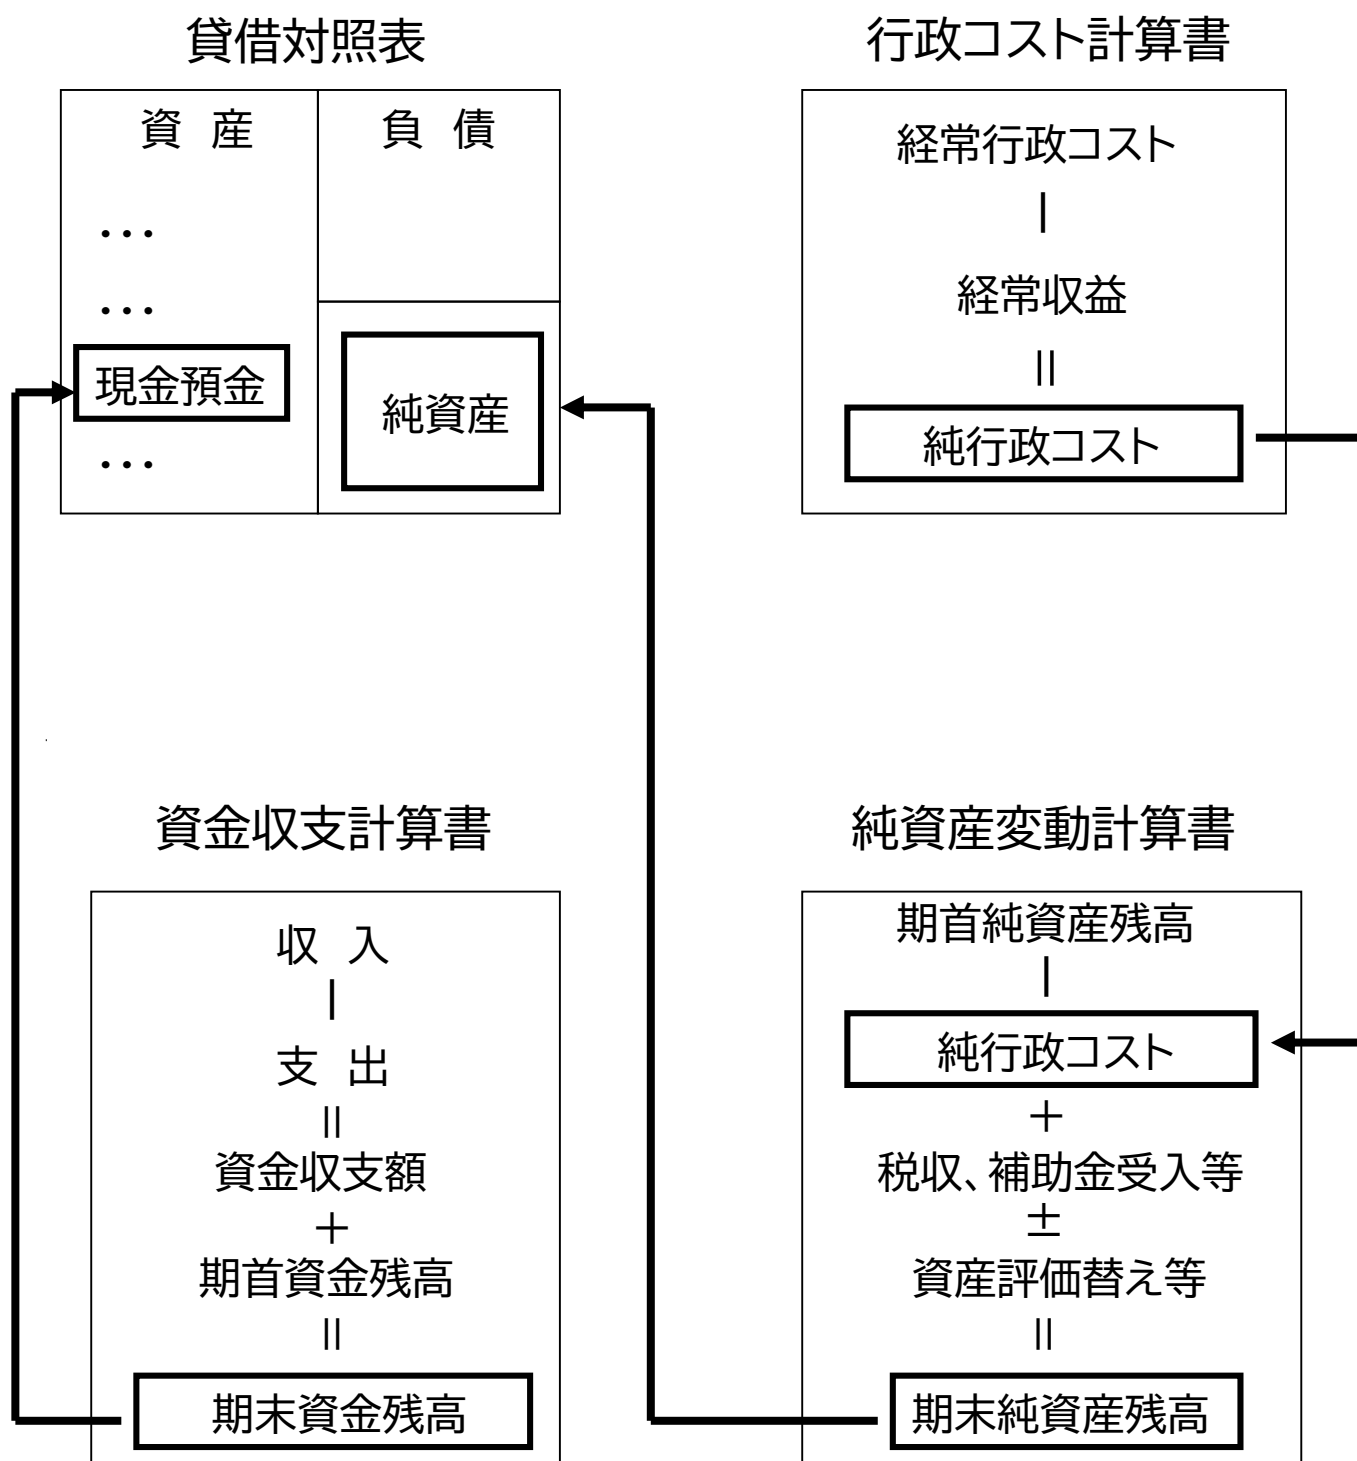 貸借対照表
資 産
負 債
…
…
現金預金
…
純資産
行政コスト計算書
経常行政コスト
－
経常収益
＝
純行政コスト
資金収支計算書
収 入
－
支 出
＝
資金収支額
＋
期首資金残高
＝
期末資金残高
純資産変動計算書
期首純資産残高
－
純行政コスト
＋
税収、補助金受入等
±
資産評価替え等
＝
期末純資産残高